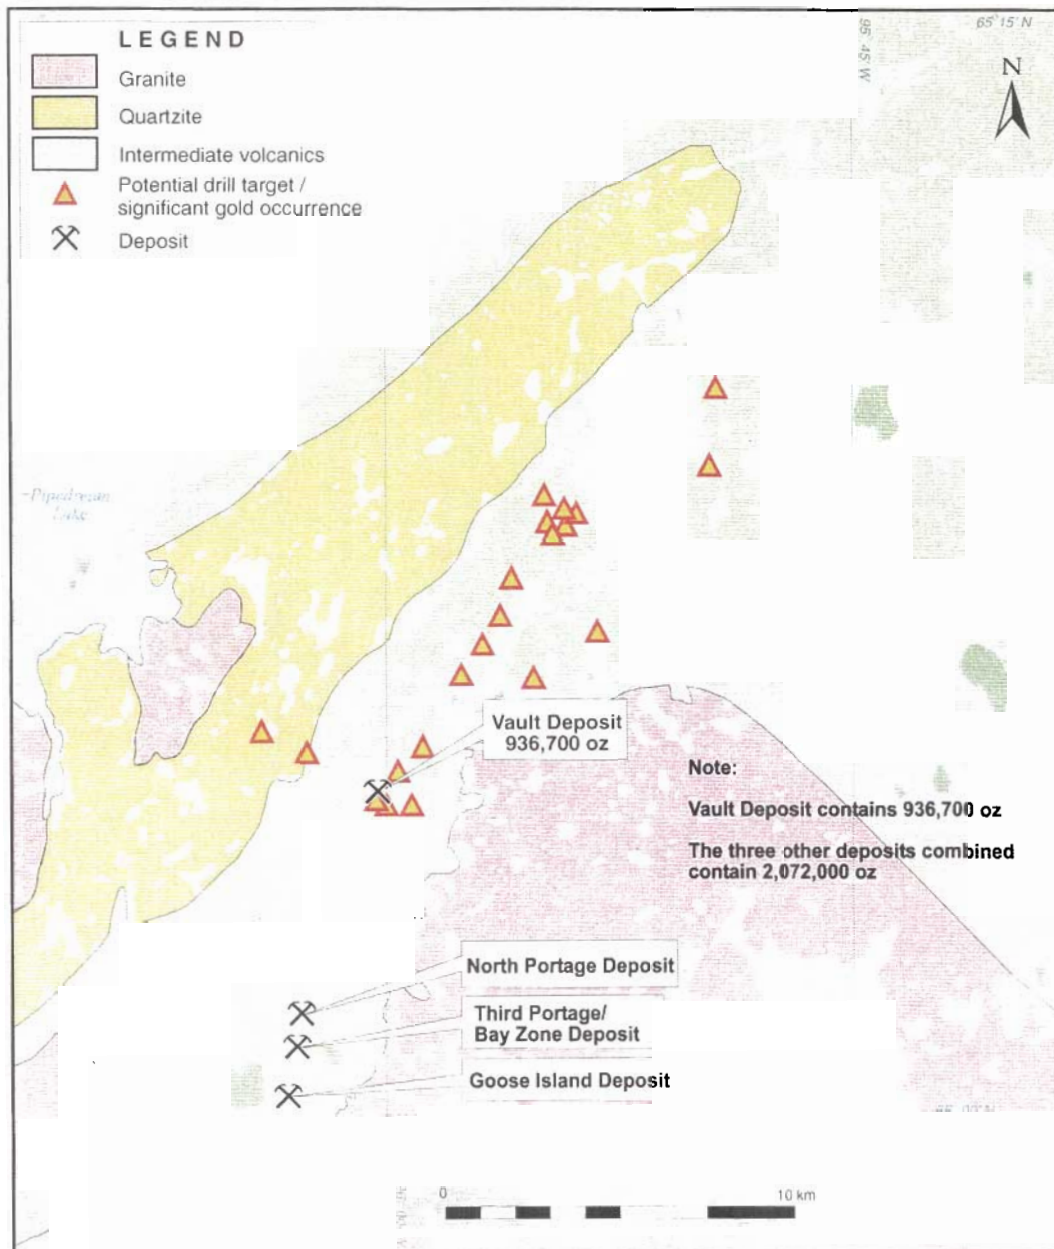 LEGEND
Granite
Quartzite
Intermediate volcanics
Potential drill target /
significant gold occurrence
Deposit
65°15' N
95° 45' W
N
Pipedream
Lake
Vault Deposit
936,700 oz
Note:
Vault Deposit contains 936,700 oz
The three other deposits combined
contain 2,072,000 oz
North Portage Deposit
Third Portage/
Bay Zone Deposit
Goose Island Deposit
0
10 km